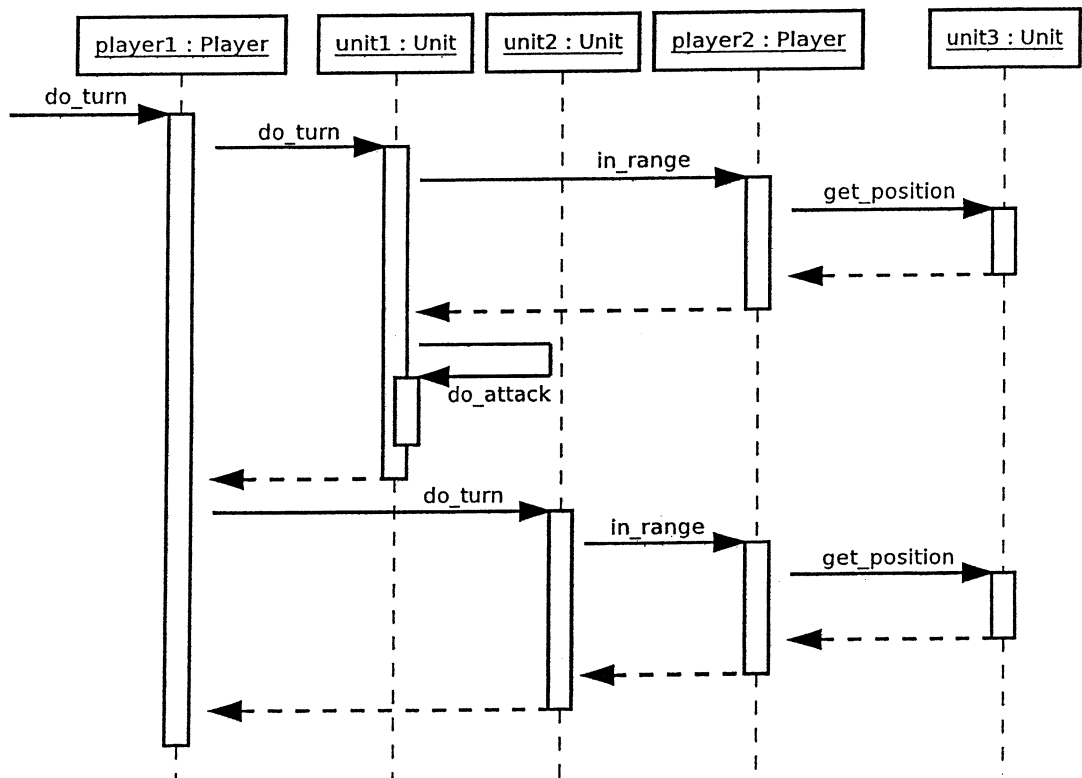 player1 : Player
unit1 : Unit
unit2 : Unit
player2 : Player
unit3 : Unit
do_turn
do_turn
in_range
get_position
do_attack
do_turn
in_range
get_position